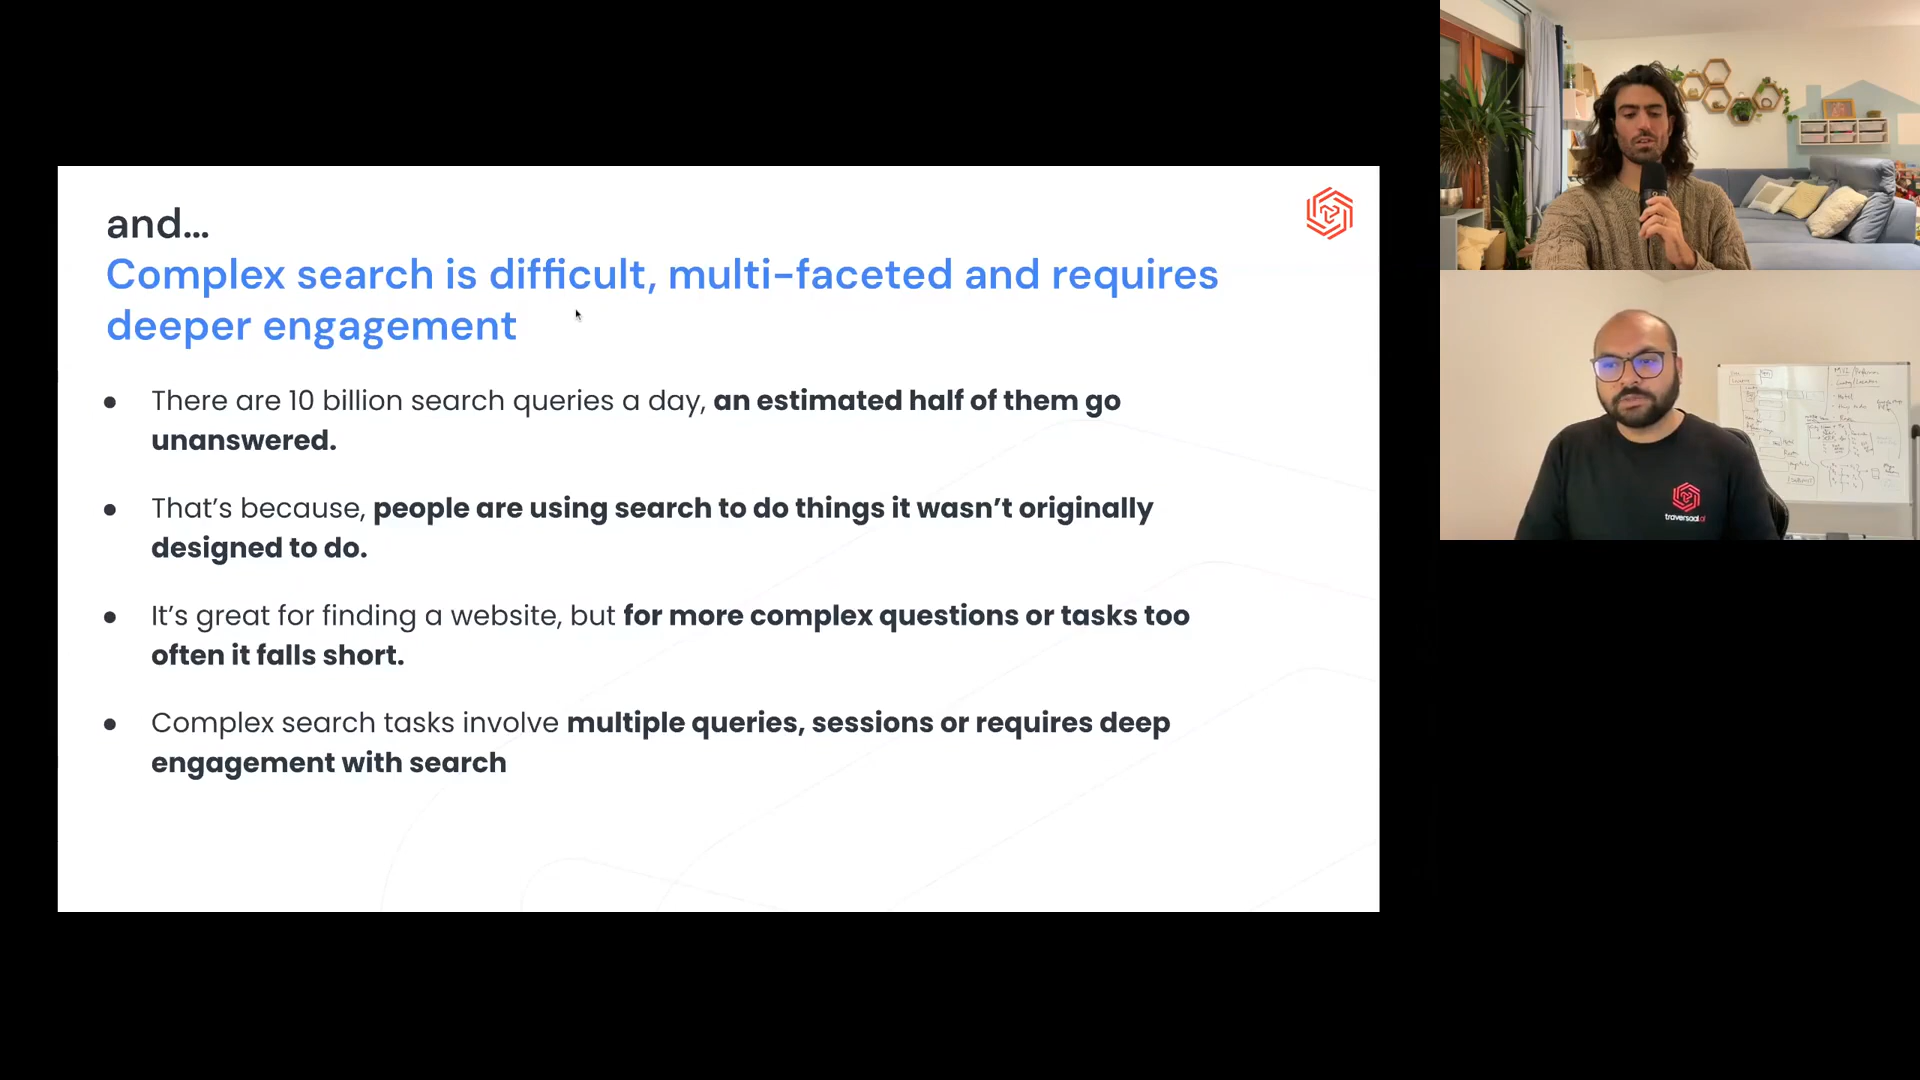 and...
Complex search is difficult, multi-faceted and requires
deeper engagement
● There are 10 billion search queries a day, an estimated half of them go
unanswered.
● That’s because, people are using search to do things it wasn’t originally
designed to do.
● It’s great for finding a website, but for more complex questions or tasks too
often it falls short.
● Complex search tasks involve multiple queries, sessions or requires deep
engagement with search
traversaal.ai